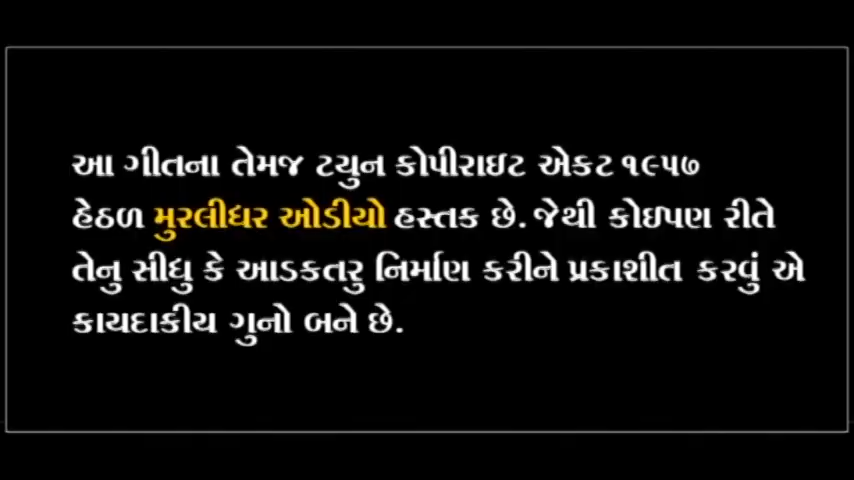 આ ગીતના તેમજ ટયુન કોપીરાઇટ એકટ ૧૯૫૭
હેઠળ મુરલીધર ઓડીયો હસ્તક છે. જેથી કોઇપણ રીતે
તેનુ સીધુ કે આડકતરુ નિર્માણ કરીને પ્રકાશીત કરવું એ
કાયદાકીય ગુનો બને છે.